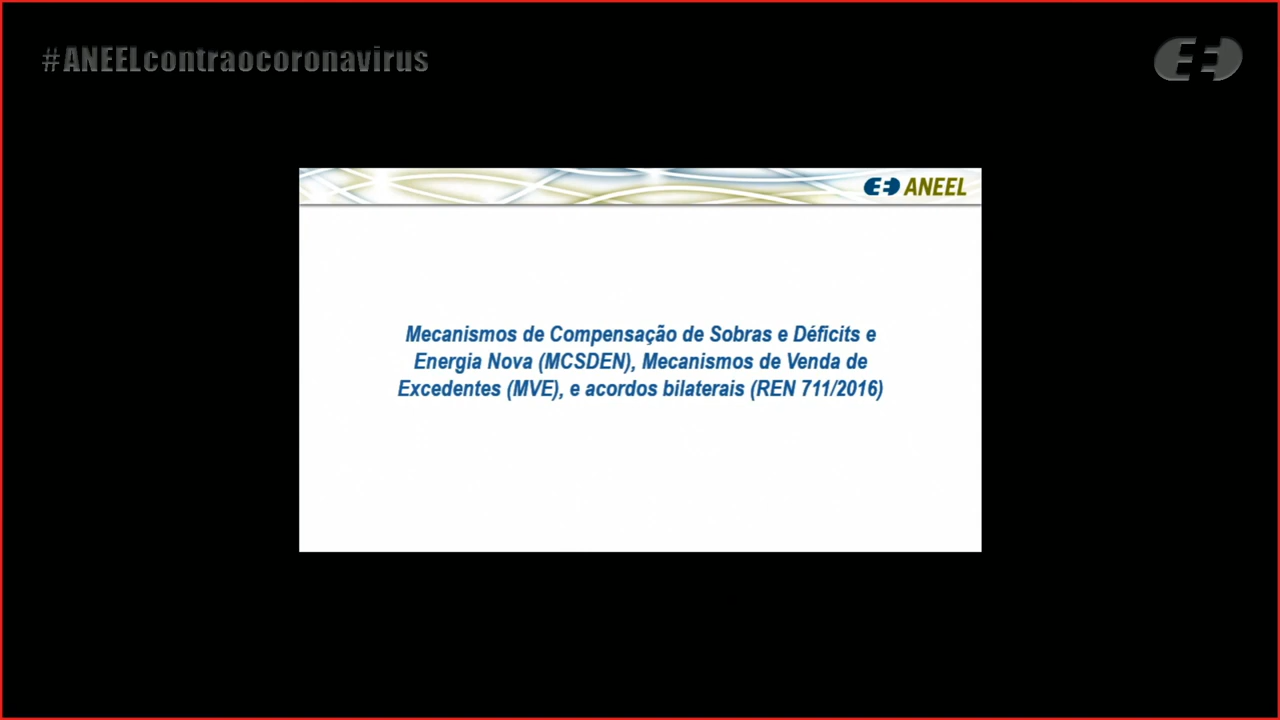 #ANEELcontraocoronavirus
ANEEL
Mecanismos de Compensação de Sobras e Déficits e
Energia Nova (MCSDEN), Mecanismos de Venda de
Excedentes (MVE), e acordos bilaterais (REN 711/2016)